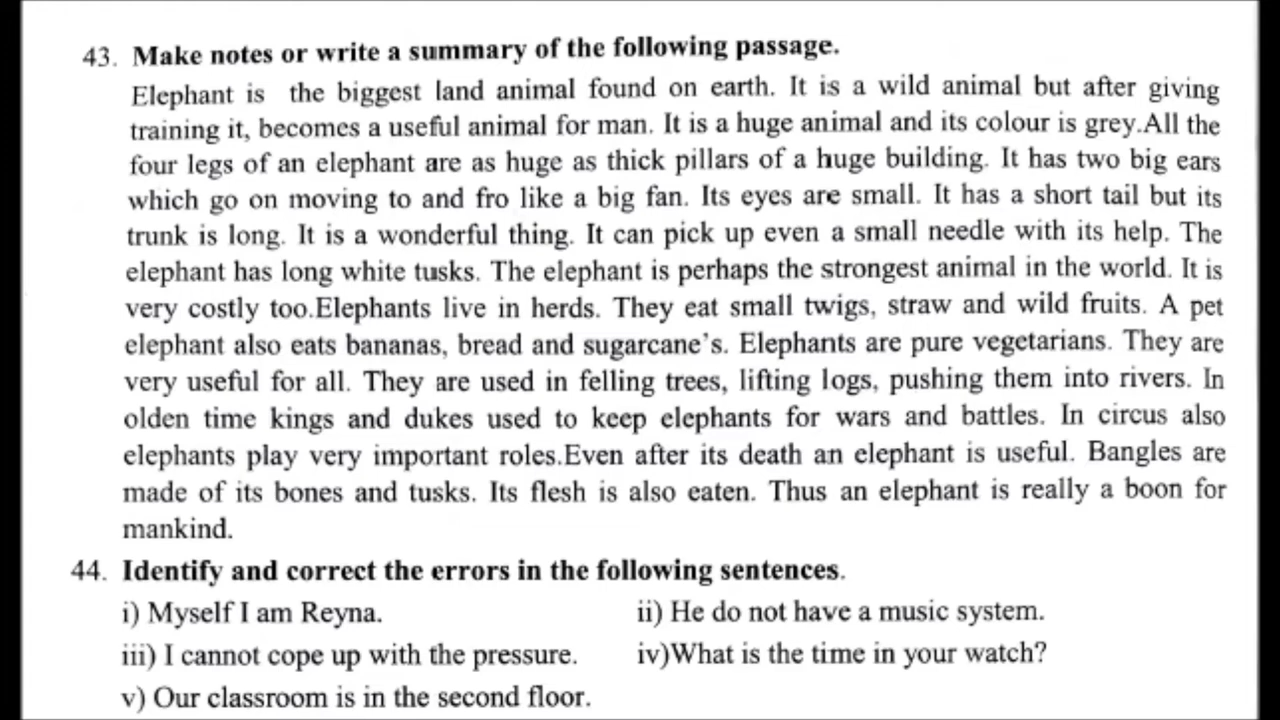 43. Make notes or write a summary of the following passage.
Elephant is the biggest land animal found on earth. It is a wild animal but after giving
training it, becomes a useful animal for man. It is a huge animal and its colour is grey.All the
four legs of an elephant are as huge as thick pillars of a huge building. It has two big ears
which go on moving to and fro like a big fan. Its eyes are small. It has a short tail but its
trunk is long. It is a wonderful thing. It can pick up even a small needle with its help. The
elephant has long white tusks. The elephant is perhaps the strongest animal in the world. It is
very costly too.Elephants live in herds. They eat small twigs, straw and wild fruits. A pet
elephant also eats bananas, bread and sugarcane's. Elephants are pure vegetarians. They are
very useful for all. They are used in felling trees, lifting logs, pushing them into rivers. In
olden time kings and dukes used to keep elephants for wars and battles. In circus also
elephants play very important roles.Even after its death an elephant is useful. Bangles are
made of its bones and tusks. Its flesh is also eaten. Thus an elephant is really a boon for
mankind.
44. Identify and correct the errors in the following sentences.
i) Myself I am Reyna. ii) He do not have a music system.
iii) I cannot cope up with the pressure. iv)What is the time in your watch?
v) Our classroom is in the second floor.